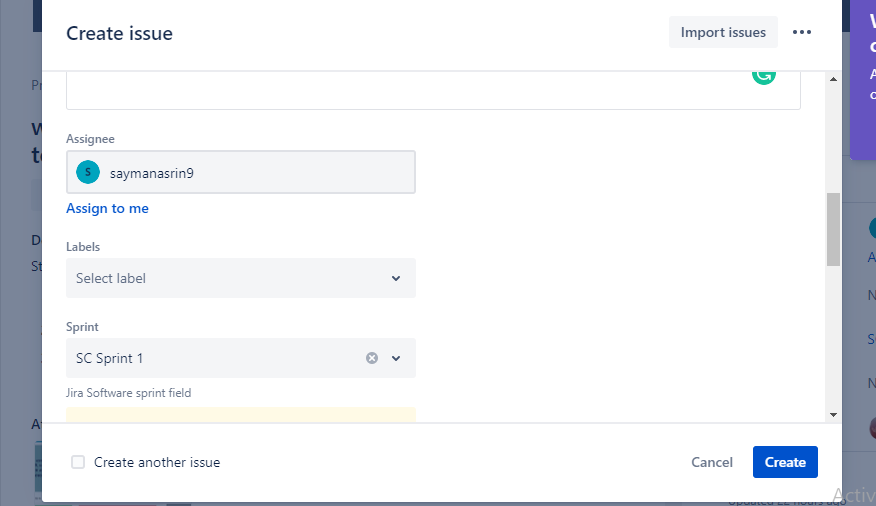 Create issue
Import issues
Assignee
S saymanasrin9
Assign to me
Labels
Select label
Sprint
SC Sprint 1
Jira Software sprint field
Create another issue
Cancel
Create
Activ